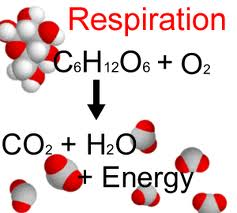 Respiration
C₆H₁₂O₆ + O₂
CO₂ + H₂O
+ Energy